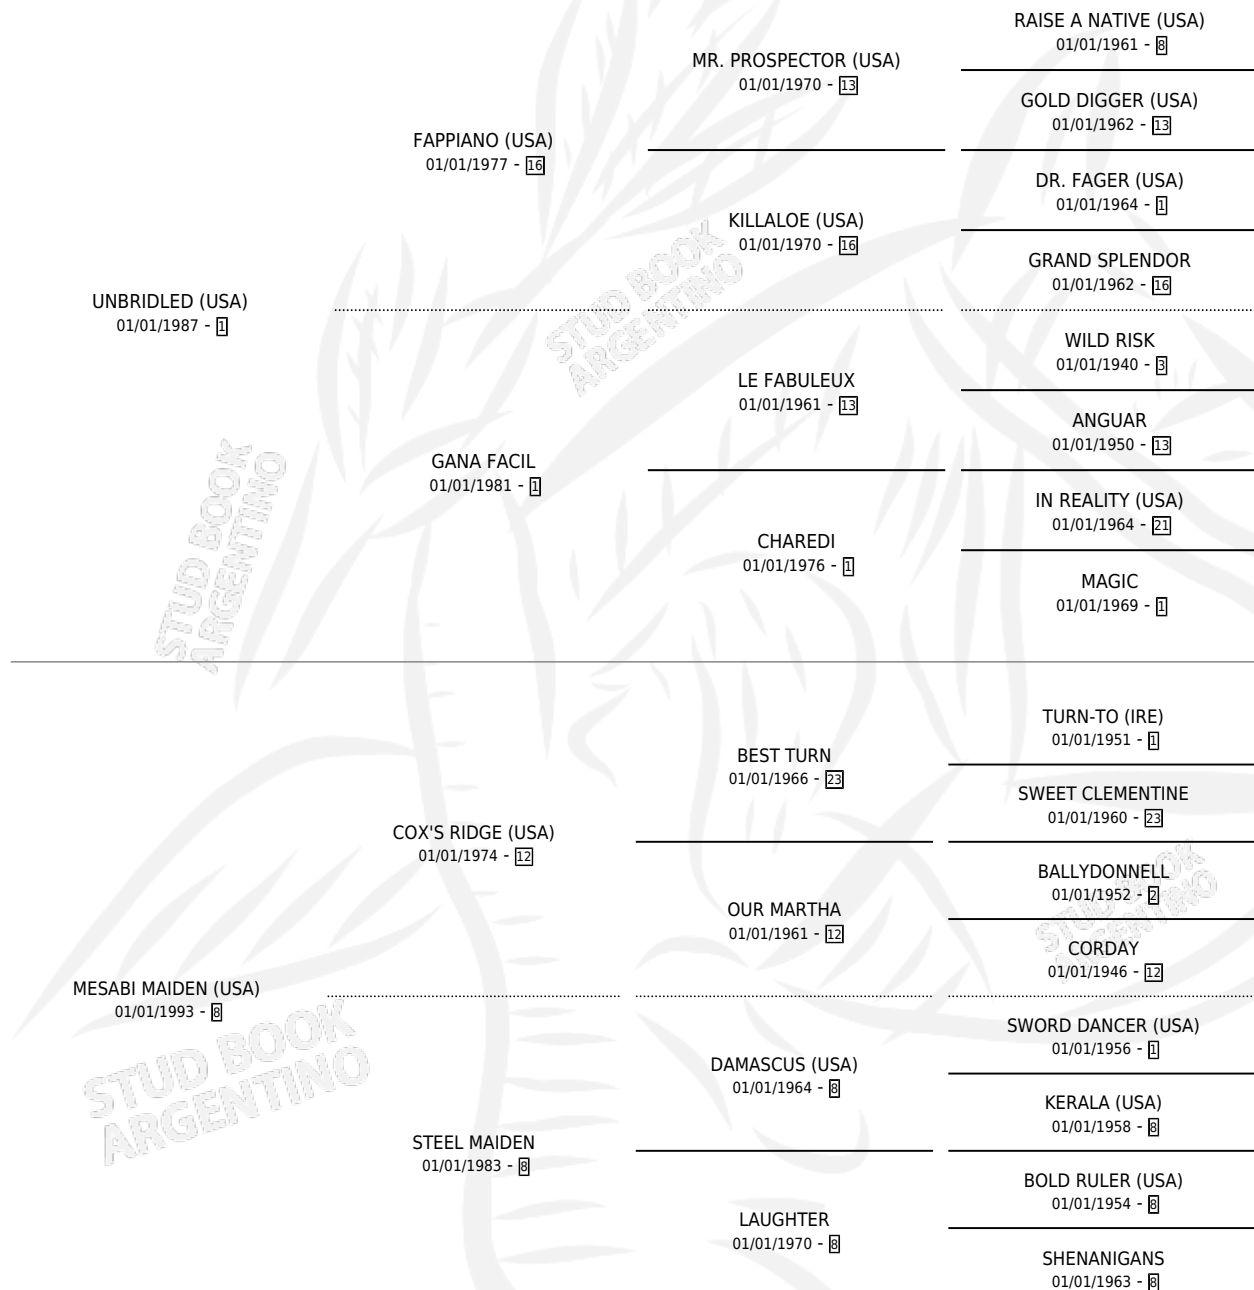 RAISE A NATIVE (USA)
01/01/1961 - 8
MR. PROSPECTOR (USA)
01/01/1970 - 13
GOLD DIGGER (USA)
01/01/1962 - 13
FAPPIANO (USA)
01/01/1977 - 16
DR. FAGER (USA)
01/01/1964 - 1
KILLALOE (USA)
01/01/1970 - 16
GRAND SPLENDOR
01/01/1962 - 16
UNBRIDLED (USA)
01/01/1987 - 1
STUD BOOK
ARGENTINO
WILD RISK
01/01/1940 - 3
LE FABULEUX
01/01/1961 - 13
ANGUAR
01/01/1950 - 13
GANA FACIL
01/01/1981 - 1
IN REALITY (USA)
01/01/1964 - 21
CHAREDI
01/01/1976 - 1
MAGIC
01/01/1969 - 1
STUD BOOK
ARGENTINO
TURN-TO (IRE)
01/01/1951 - 1
BEST TURN
01/01/1966 - 23
SWEET CLEMENTINE
01/01/1960 - 23
COX'S RIDGE (USA)
01/01/1974 - 12
BALLYDONNELL
01/01/1952 - 2
OUR MARTHA
01/01/1961 - 12
CORDAY
01/01/1946 - 12
STUD BOOK
ARGENTINO
MESABI MAIDEN (USA)
01/01/1993 - 8
SWORD DANCER (USA)
01/01/1956 - 1
DAMASCUS (USA)
01/01/1964 - 8
KERALA (USA)
01/01/1958 - 8
STUD BOOK
ARGENTINO
STEEL MAIDEN
01/01/1983 - 8
BOLD RULER (USA)
01/01/1954 - 8
LAUGHTER
01/01/1970 - 8
SHENANIGANS
01/01/1963 - 8